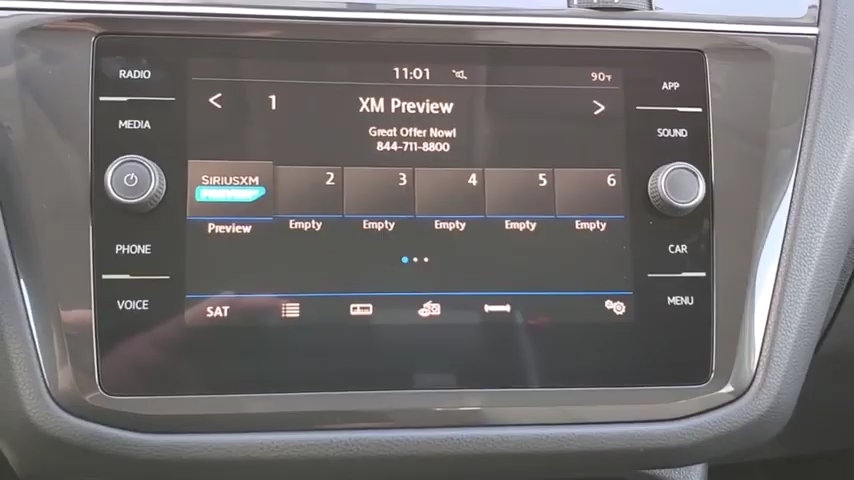 RADIO
11:01
90°F
APP
1
XM Preview
MEDIA
Great Offer Now!
844-711-8800
SOUND
SIRIUSXM
PREVIEW
2
3
4
5
6
Preview
Empty
Empty
Empty
Empty
Empty
PHONE
CAR
VOICE
SAT
MENU